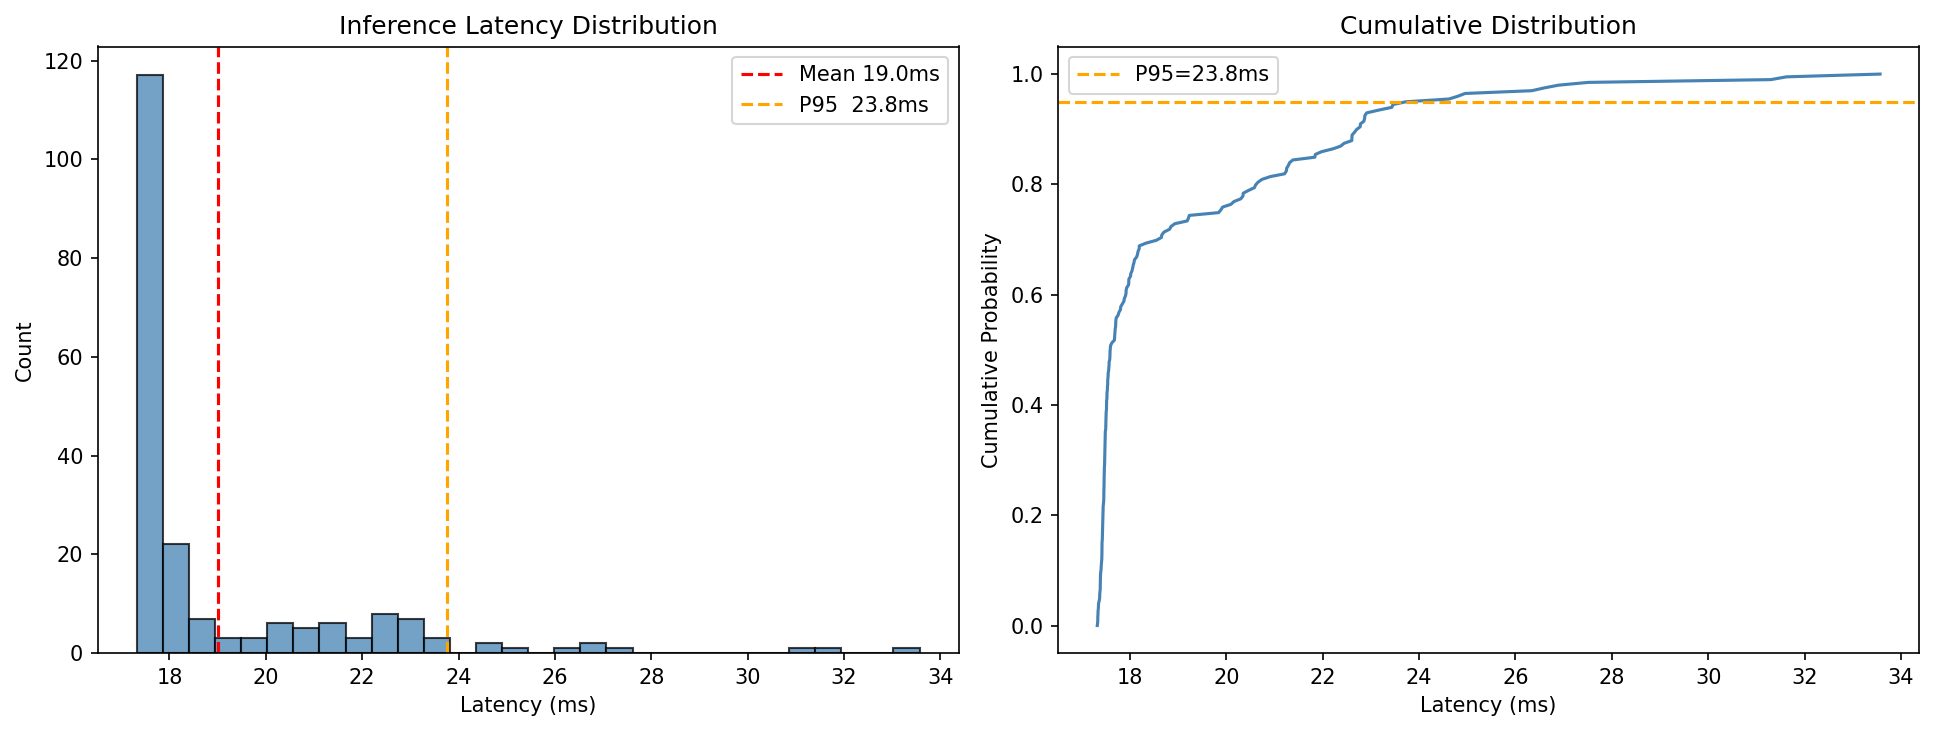 Inference Latency Distribution
120
100
80
60
40
20
0
Count
Mean 19.0ms
P95  23.8ms
18 20 22 24 26 28 30 32 34
Latency (ms)
Cumulative Distribution
1.0
0.8
0.6
0.4
0.2
0.0
Cumulative Probability
P95=23.8ms
18 20 22 24 26 28 30 32 34
Latency (ms)